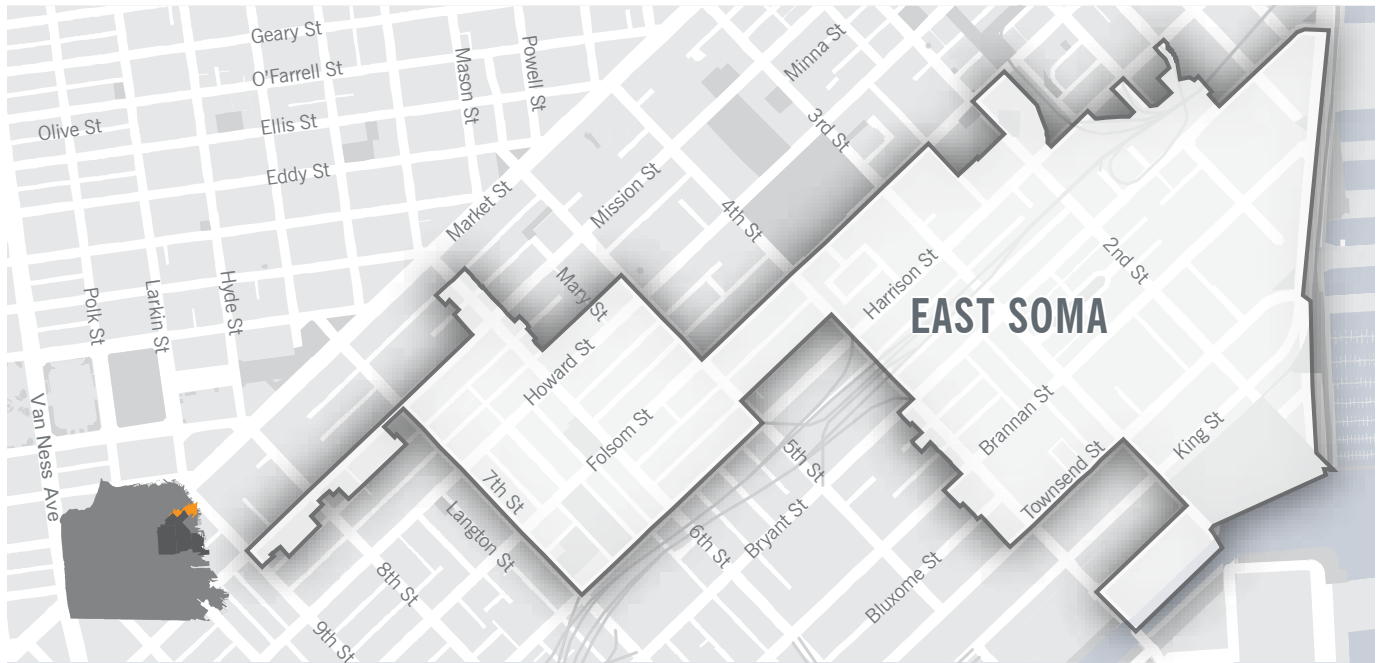 Geary St
O'Farrell St
Mason St
Powell St
Minna St
Olive St
Ellis St
3rd St
Eddy St
Market St
Mission St
4th St
Polk St
Larkin St
Hyde St
Mary St
Harrison St
2nd St
EAST SOMA
Howard St
Folsom St
Brannan St
King St
Van Ness Ave
7th St
5th St
Townsend St
Langton St
6th St
Bryant St
8th St
Bluxome St
9th St